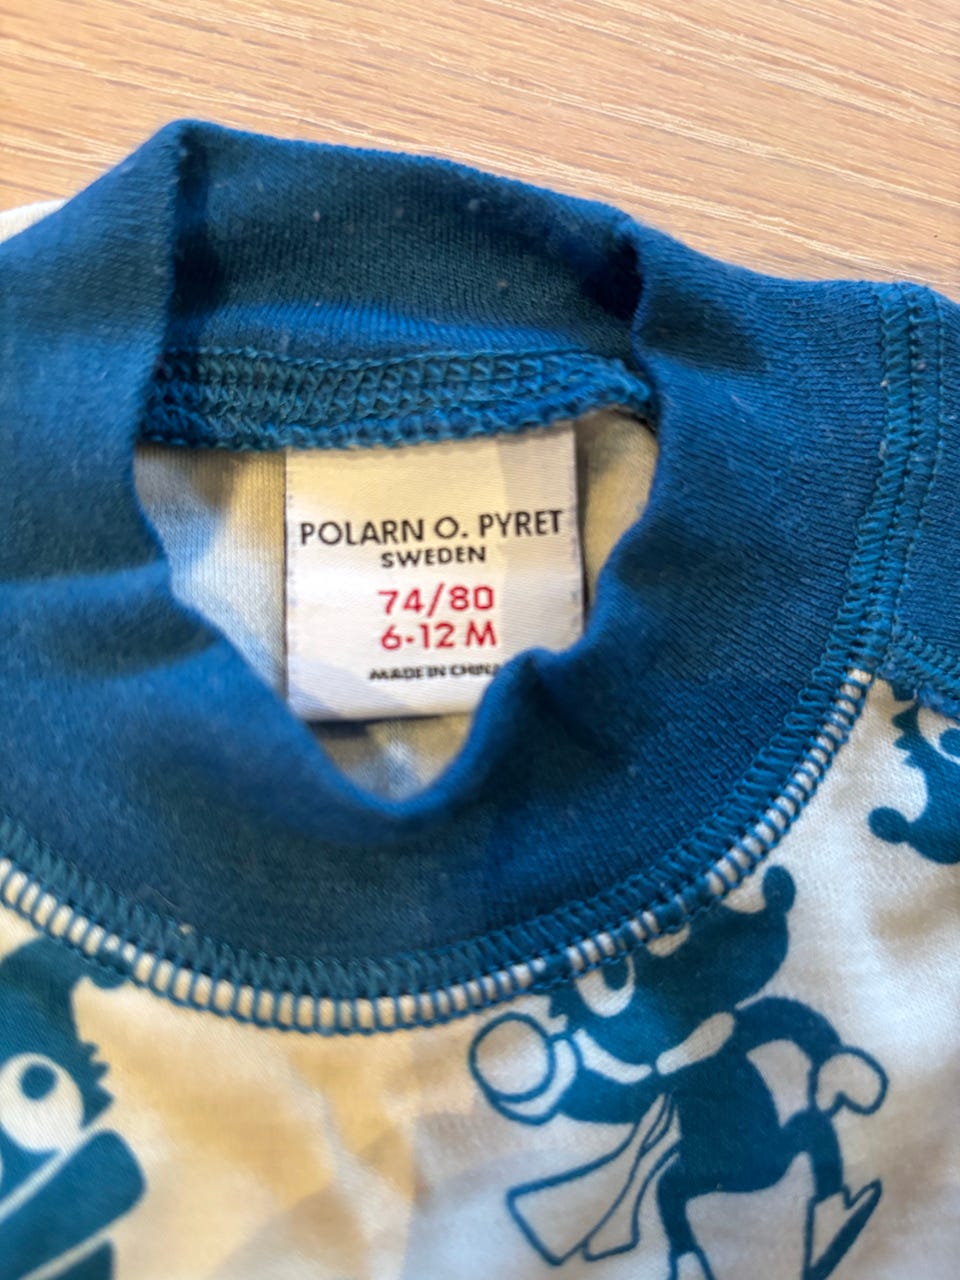 POLARN O. PYRET
SWEDEN
74/80
6-12 M
MADE IN CHINA